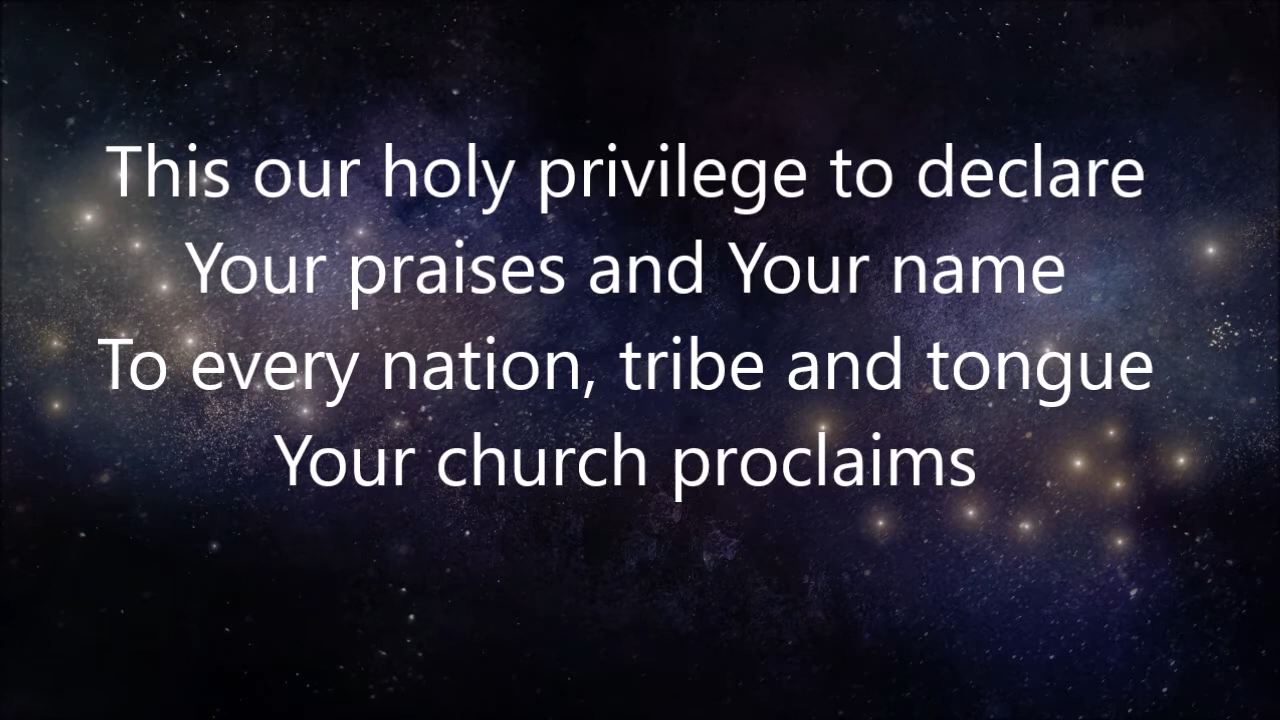 This our holy privilege to declare
Your praises and Your name
To every nation, tribe and tongue
Your church proclaims